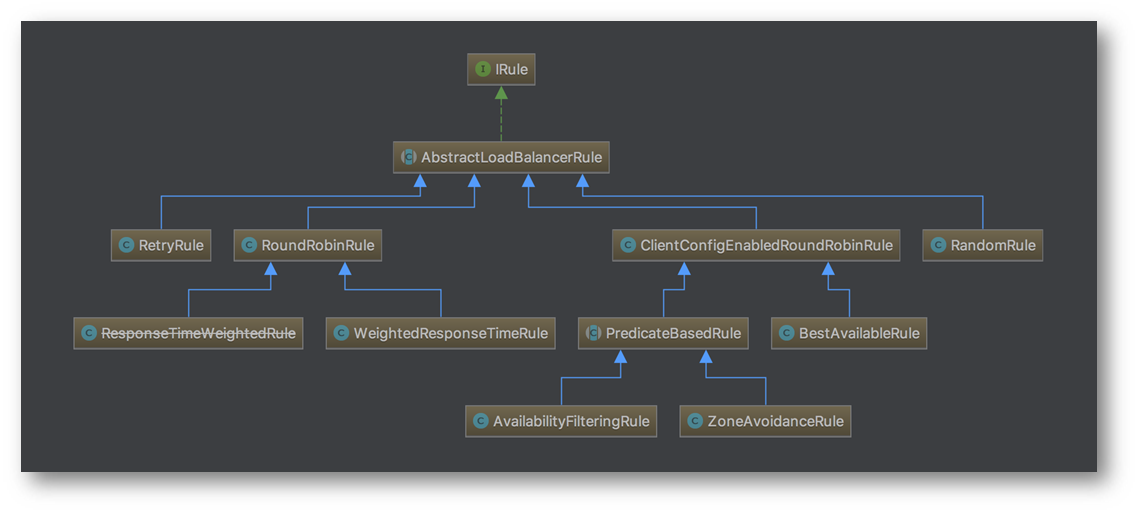 I IRule
C AbstractLoadBalancerRule
C RetryRule
C RoundRobinRule
C ClientConfigEnabledRoundRobinRule
C RandomRule
C ResponseTimeWeightedRule
C WeightedResponseTimeRule
C PredicateBasedRule
C BestAvailableRule
C AvailabilityFilteringRule
C ZoneAvoidanceRule